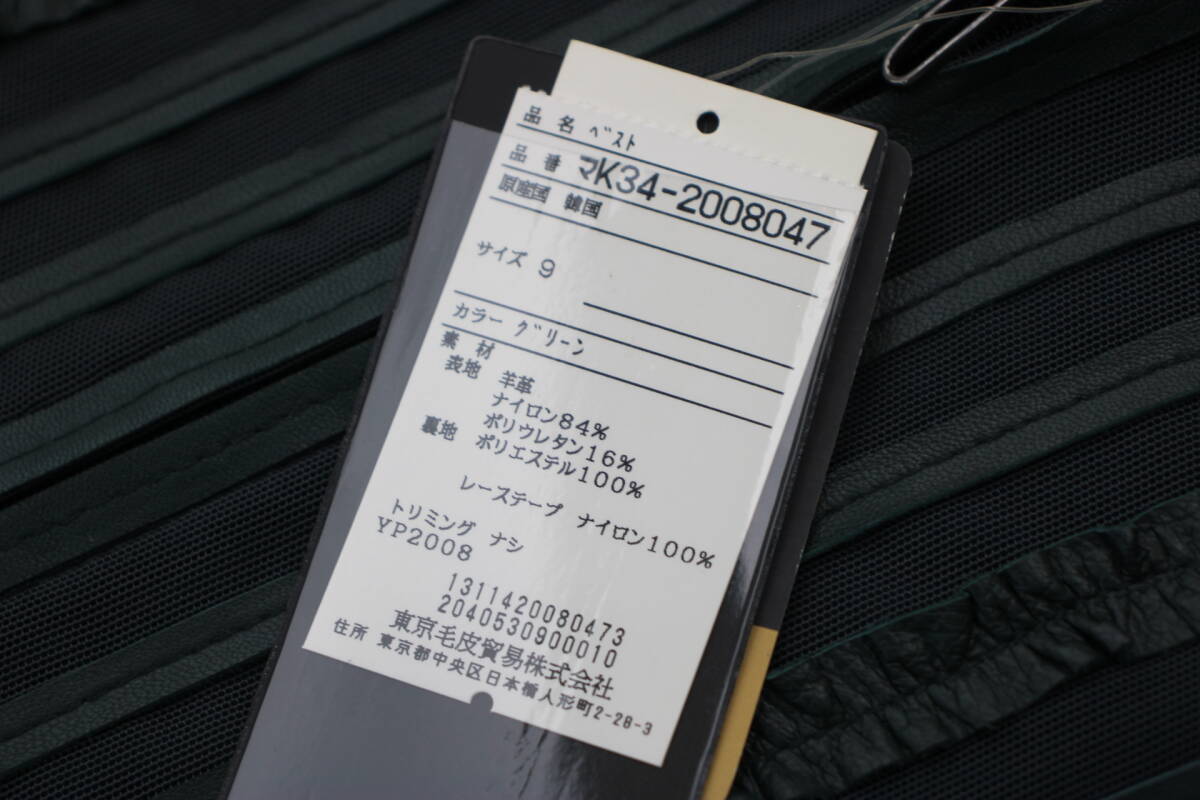 品 名 ベスト
品 番 マK34-2008047
原産国 韓国
サイズ 9
カラー グリーン
素 材
表地 羊革
ナイロン84%
ポリウレタン16%
裏地 ポリエステル100%
レーステープ ナイロン100%
トリミング ナシ
YP2008
1311420080473
2040530900010
東京毛皮貿易株式会社
住所 東京都中央区日本橋人形町2-28-3